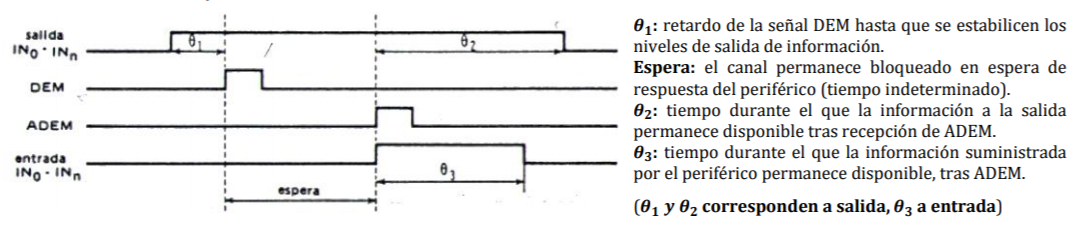 salida
IN₀ - INₙ
θ₁
θ₂
DEM
ADEM
entrada
IN₀ - INₙ
θ₃
espera
θ₁: retardo de la señal DEM hasta que se estabilicen los
niveles de salida de información.
Espera: el canal permanece bloqueado en espera de
respuesta del periférico (tiempo indeterminado).
θ₂: tiempo durante el que la información a la salida
permanece disponible tras recepción de ADEM.
θ₃: tiempo durante el que la información suministrada
por el periférico permanece disponible, tras ADEM.
(θ₁ y θ₂ corresponden a salida, θ₃ a entrada)